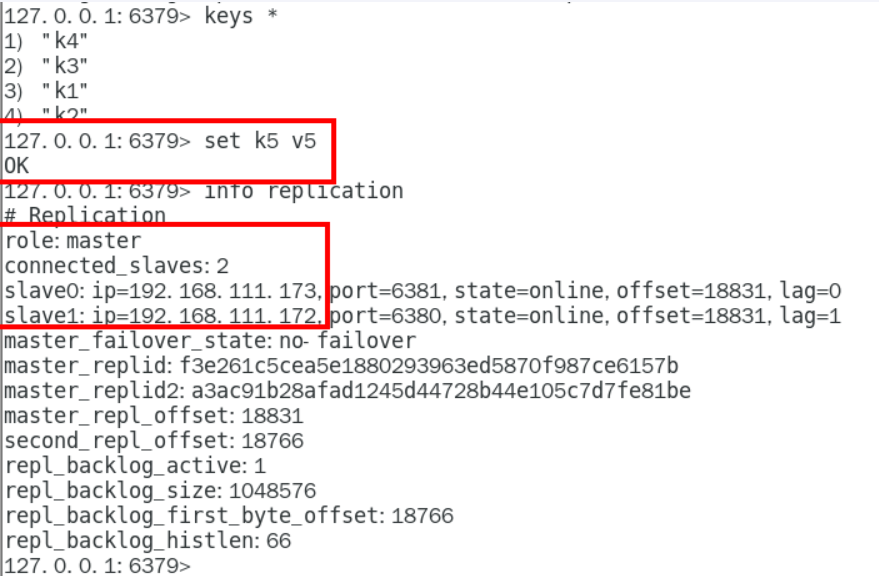 127.0.0.1:6379> keys *
1) "k4"
2) "k3"
3) "k1"
4) "k2"
127.0.0.1:6379> set k5 v5
OK
127.0.0.1:6379> info replication
# Replication
role:master
connected_slaves:2
slave0:ip=192.168.111.173,port=6381,state=online,offset=18831,lag=0
slave1:ip=192.168.111.172,port=6380,state=online,offset=18831,lag=1
master_failover_state:no-failover
master_replid:f3e261c5cea5e1880293963ed5870f987ce6157b
master_replid2:a3ac91b28afad1245d44728b44e105c7d7fe81be
master_repl_offset:18831
second_repl_offset:18766
repl_backlog_active:1
repl_backlog_size:1048576
repl_backlog_first_byte_offset:18766
repl_backlog_histlen:66
127.0.0.1:6379>